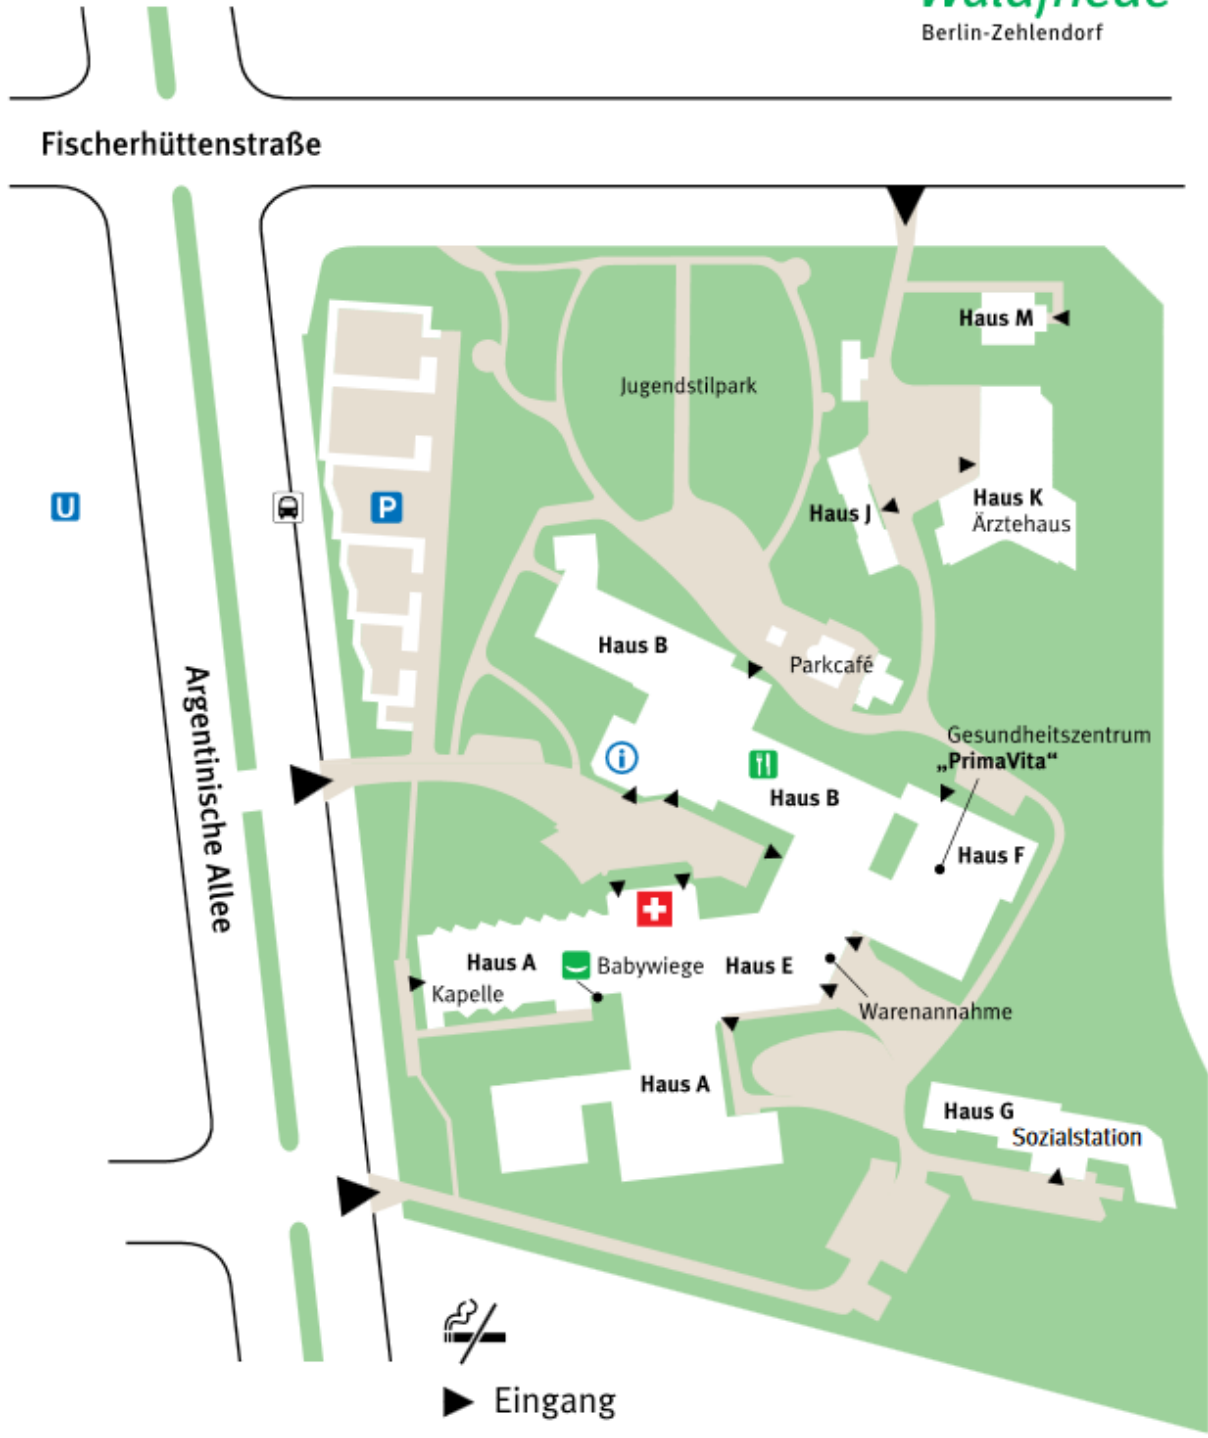 Waldfriede
Berlin-Zehlendorf
Fischerhüttenstraße
Haus M
Jugendstilpark
U
P
Haus K
Ärztehaus
Haus J
Haus B
Parkcafé
Argentinische Allee
Gesundheitszentrum
„PrimaVita“
i
Haus B
Haus F
Haus A
Babywiege
Haus E
Kapelle
Warenannahme
Haus A
Haus G
Sozialstation
Eingang